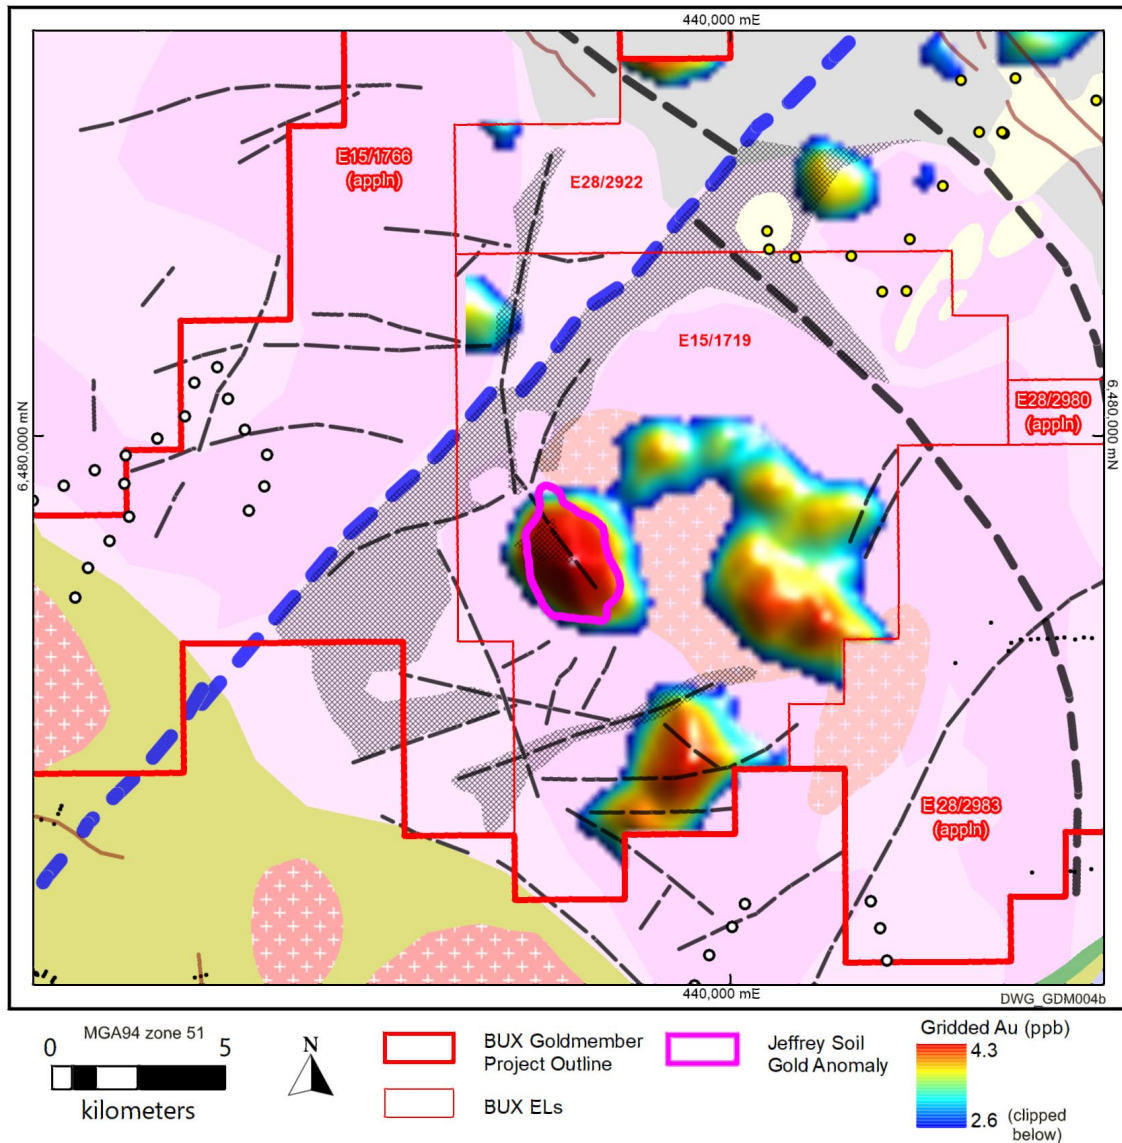 440,000 mE
E15/1766
(appln)
E28/2922
E15/1719
6,480,000 mN
6,480,000 mN
E28/2980
(appln)
E 28/2983
(appln)
440,000 mE
DWG_GDM004b
MGA94 zone 51
0 5
kilometers
N
BUX Goldmember
Project Outline
BUX ELs
Jeffrey Soil
Gold Anomaly
Gridded Au (ppb)
4.3
2.6 (clipped
below)